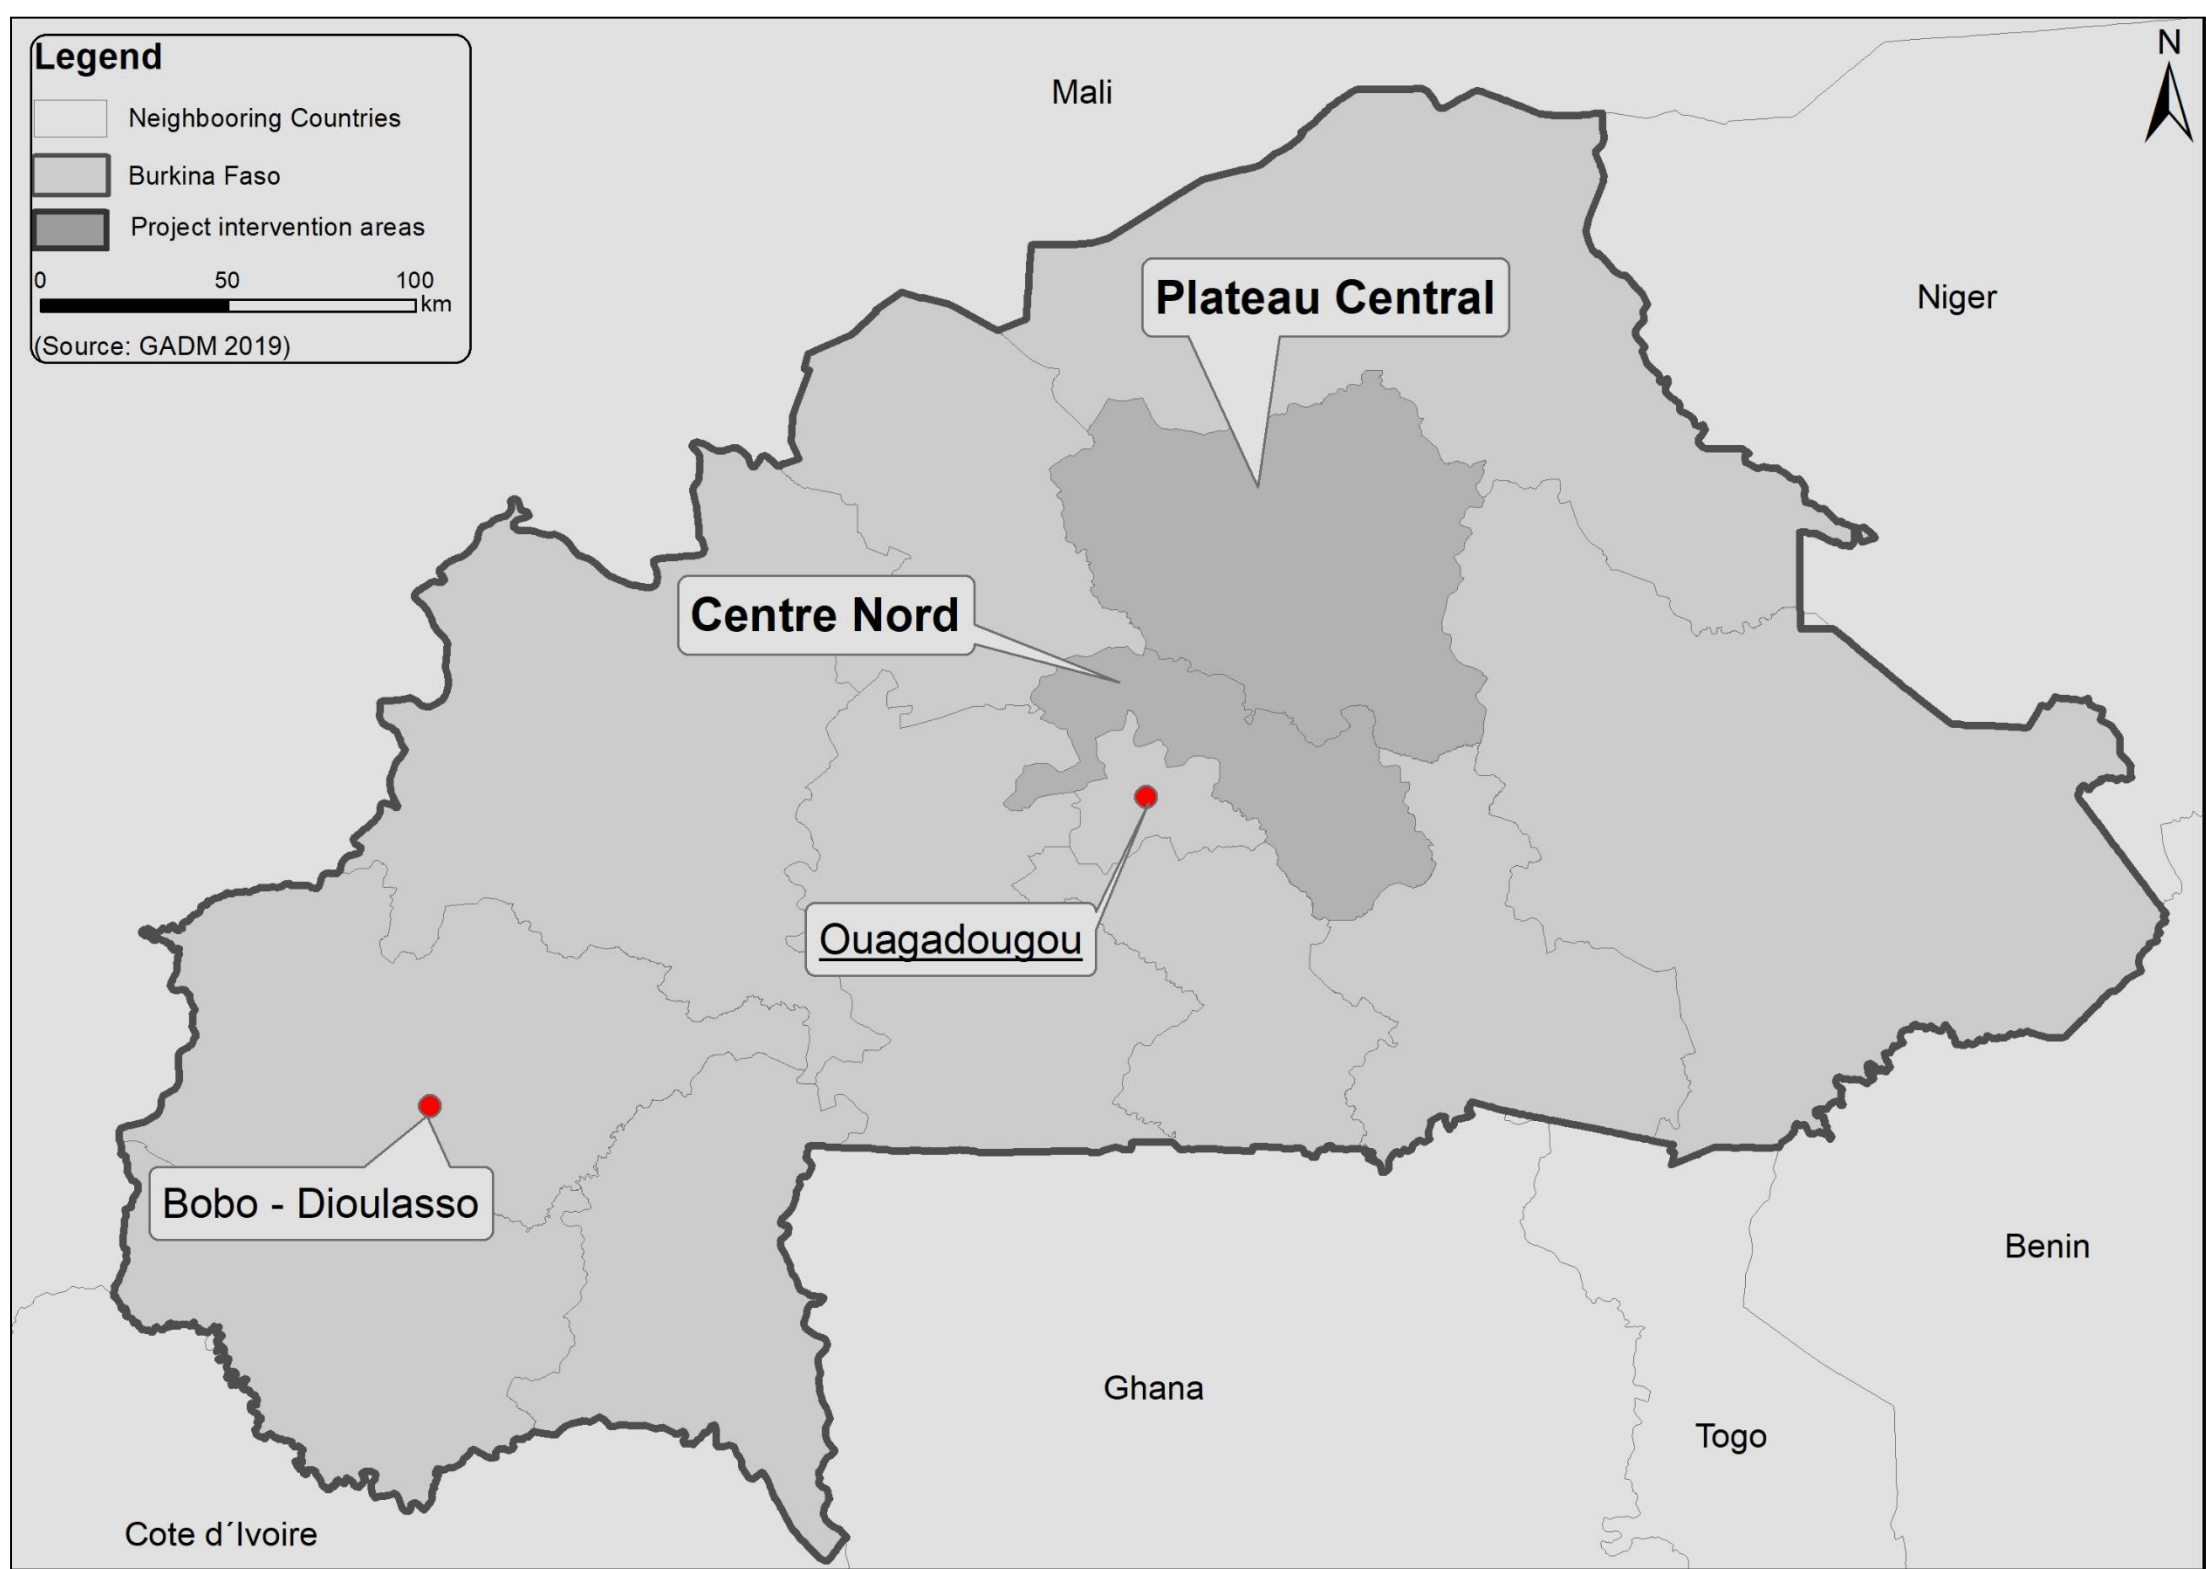 Legend
Neighbooring Countries
Burkina Faso
Project intervention areas
0 50 100
km
(Source: GADM 2019)
N
Mali
Niger
Plateau Central
Centre Nord
Ouagadougou
Bobo - Dioulasso
Benin
Ghana
Togo
Cote d´Ivoire